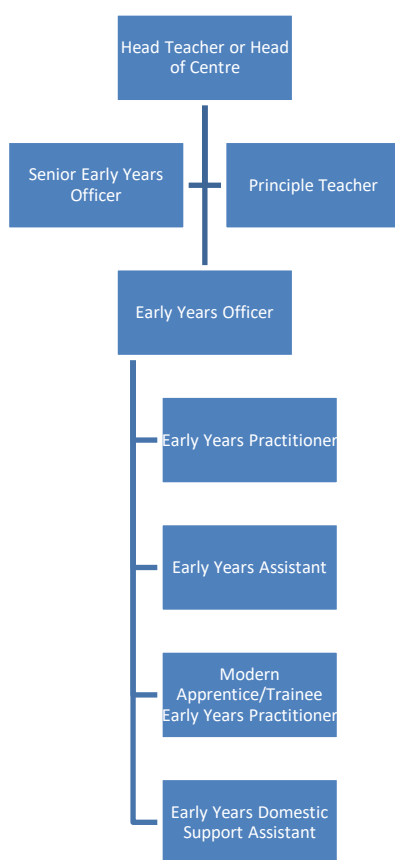 Head Teacher or Head
of Centre
Senior Early Years
Officer
Principle Teacher
Early Years Officer
Early Years Practitioner
Early Years Assistant
Modern
Apprentice/Trainee
Early Years Practitioner
Early Years Domestic
Support Assistant